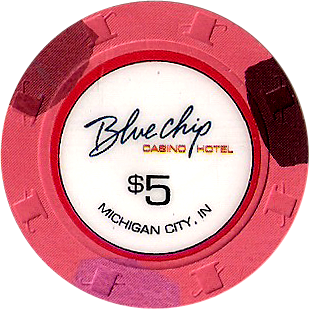 Blue chip
CASINO HOTEL
$5
MICHIGAN CITY, IN